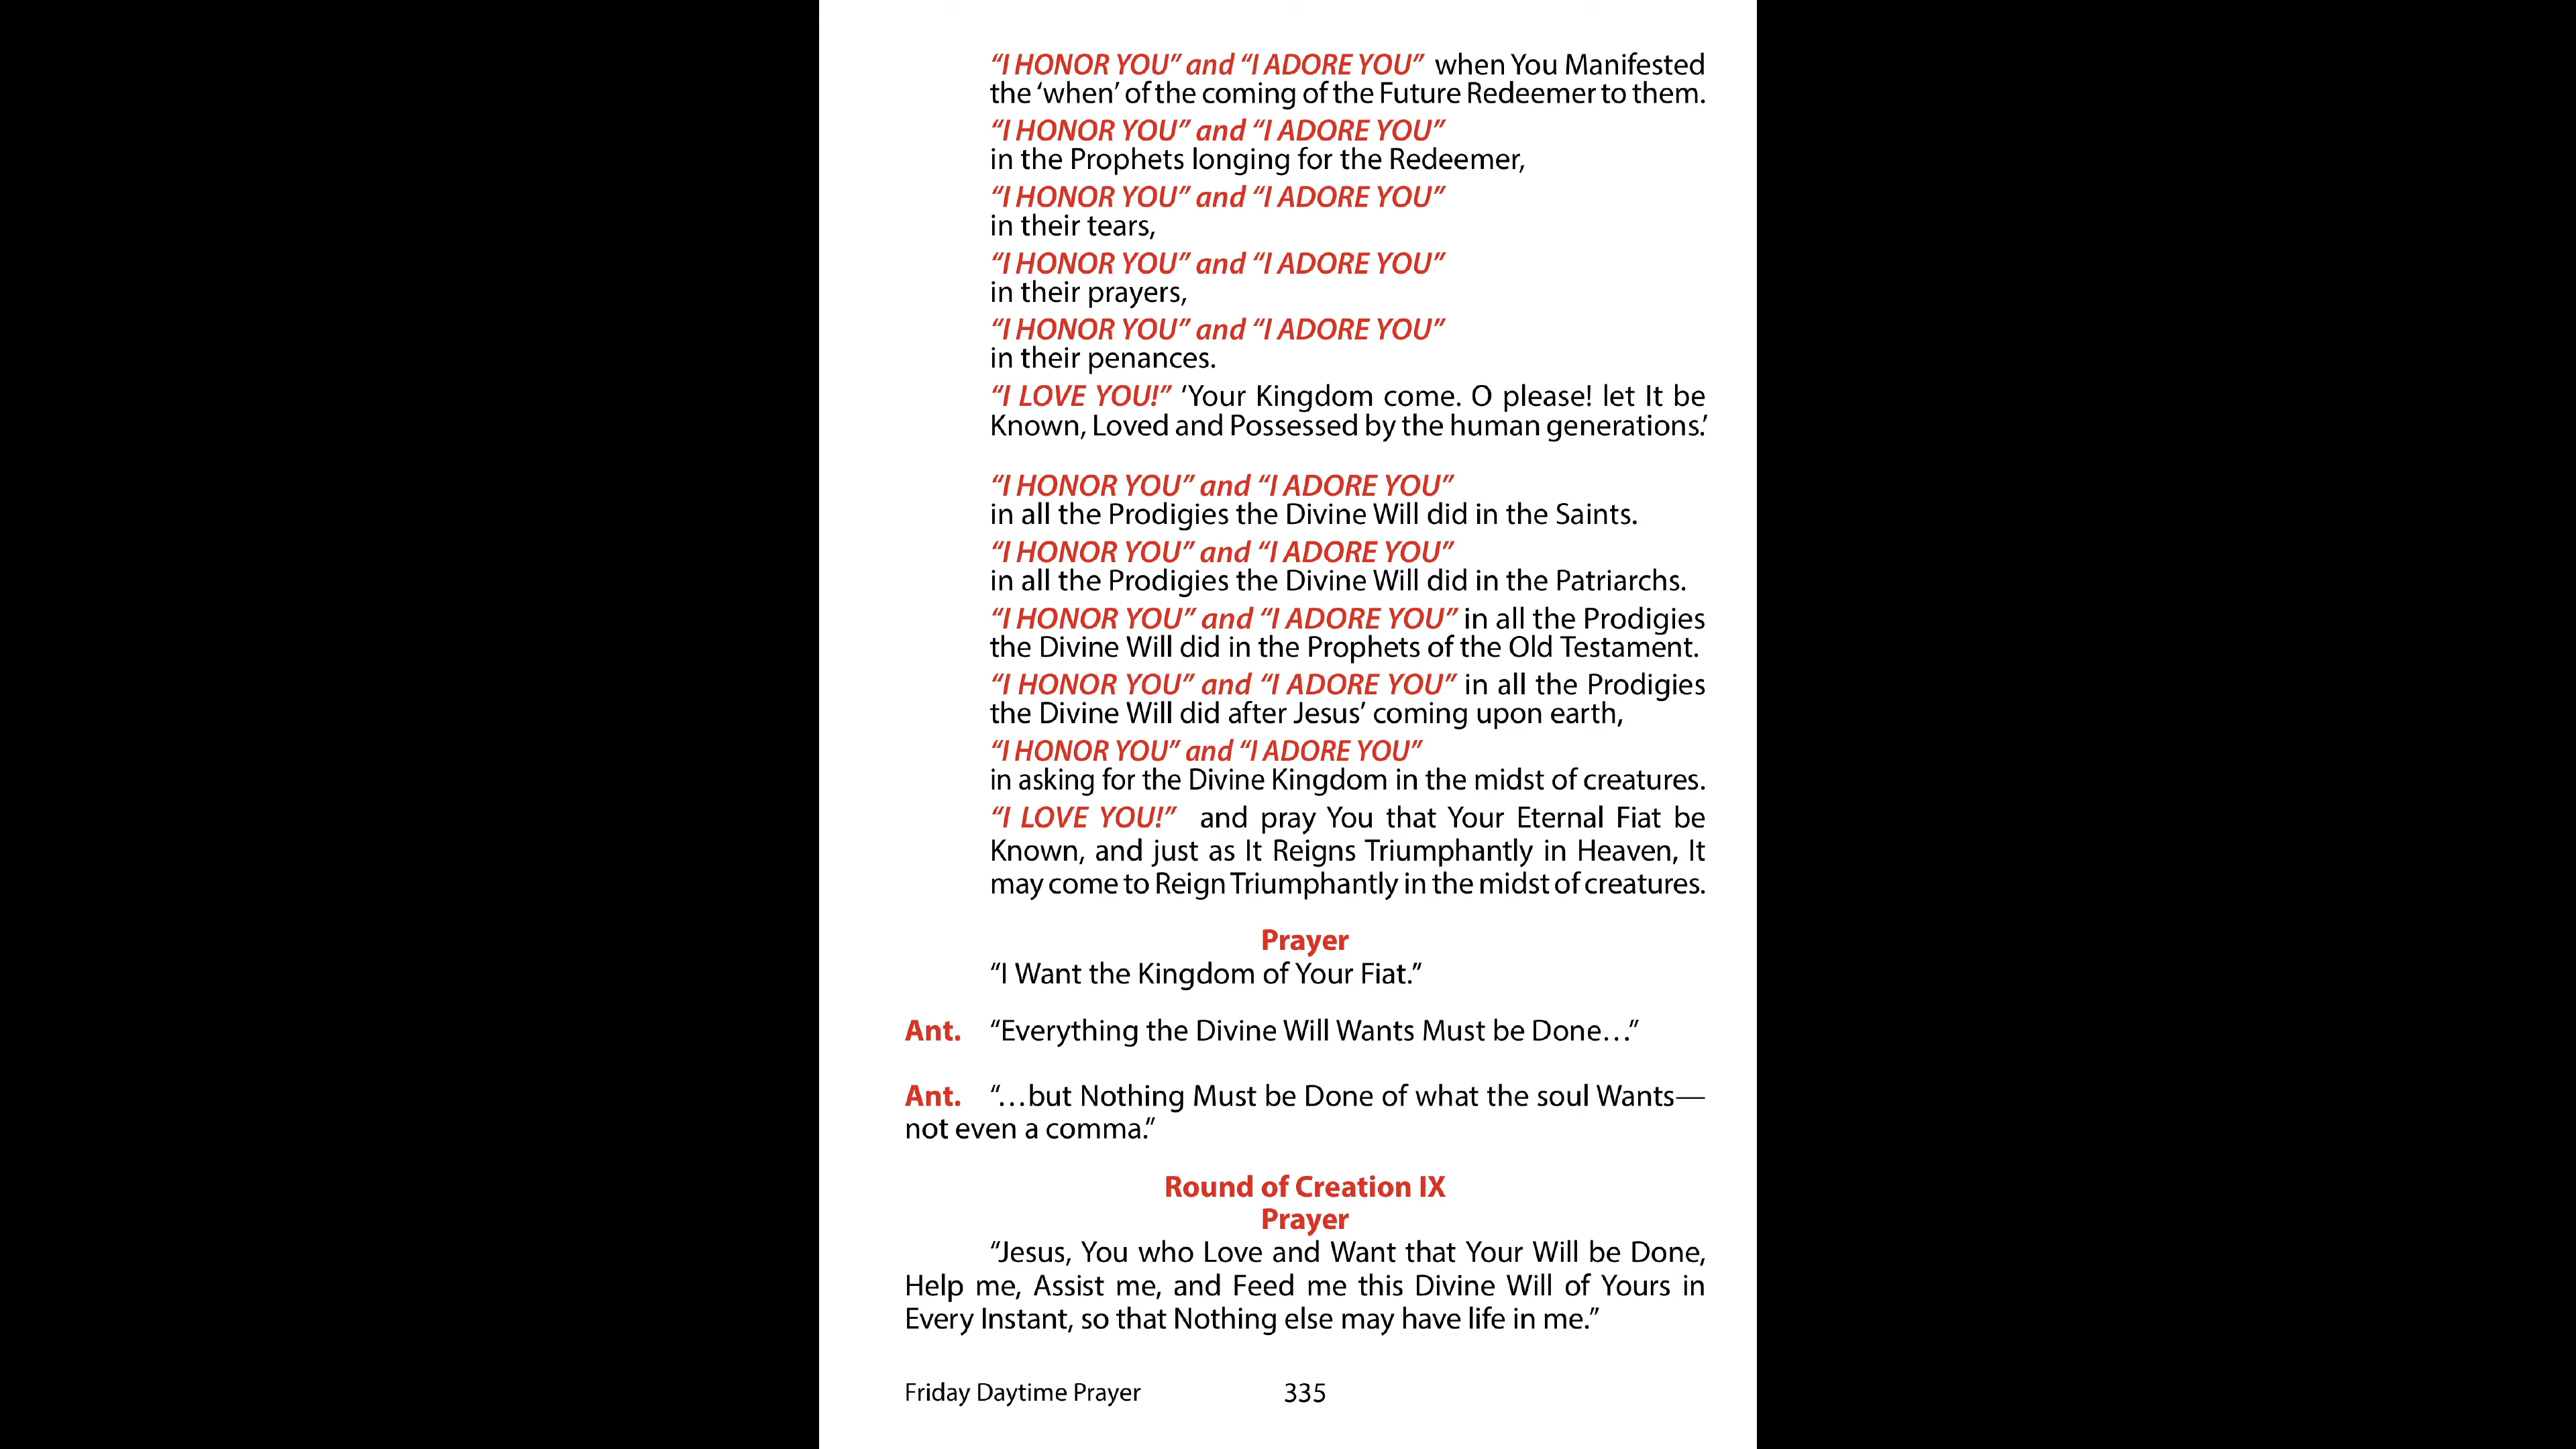 “I HONOR YOU” and “I ADORE YOU” when You Manifested
the ‘when’ of the coming of the Future Redeemer to them.
“I HONOR YOU” and “I ADORE YOU”
in the Prophets longing for the Redeemer,
“I HONOR YOU” and “I ADORE YOU”
in their tears,
“I HONOR YOU” and “I ADORE YOU”
in their prayers,
“I HONOR YOU” and “I ADORE YOU”
in their penances.
“I LOVE YOU!” ‘Your Kingdom come. O please! let It be
Known, Loved and Possessed by the human generations.’
“I HONOR YOU” and “I ADORE YOU”
in all the Prodigies the Divine Will did in the Saints.
“I HONOR YOU” and “I ADORE YOU”
in all the Prodigies the Divine Will did in the Patriarchs.
“I HONOR YOU” and “I ADORE YOU” in all the Prodigies
the Divine Will did in the Prophets of the Old Testament.
“I HONOR YOU” and “I ADORE YOU” in all the Prodigies
the Divine Will did after Jesus’ coming upon earth,
“I HONOR YOU” and “I ADORE YOU”
in asking for the Divine Kingdom in the midst of creatures.
“I LOVE YOU!” and pray You that Your Eternal Fiat be
Known, and just as It Reigns Triumphantly in Heaven, It
may come to Reign Triumphantly in the midst of creatures.
Prayer
“I Want the Kingdom of Your Fiat.”
Ant. “Everything the Divine Will Wants Must be Done…”
Ant. “…but Nothing Must be Done of what the soul Wants—
not even a comma.”
Round of Creation IX
Prayer
“Jesus, You who Love and Want that Your Will be Done,
Help me, Assist me, and Feed me this Divine Will of Yours in
Every Instant, so that Nothing else may have life in me.”
Friday Daytime Prayer 335